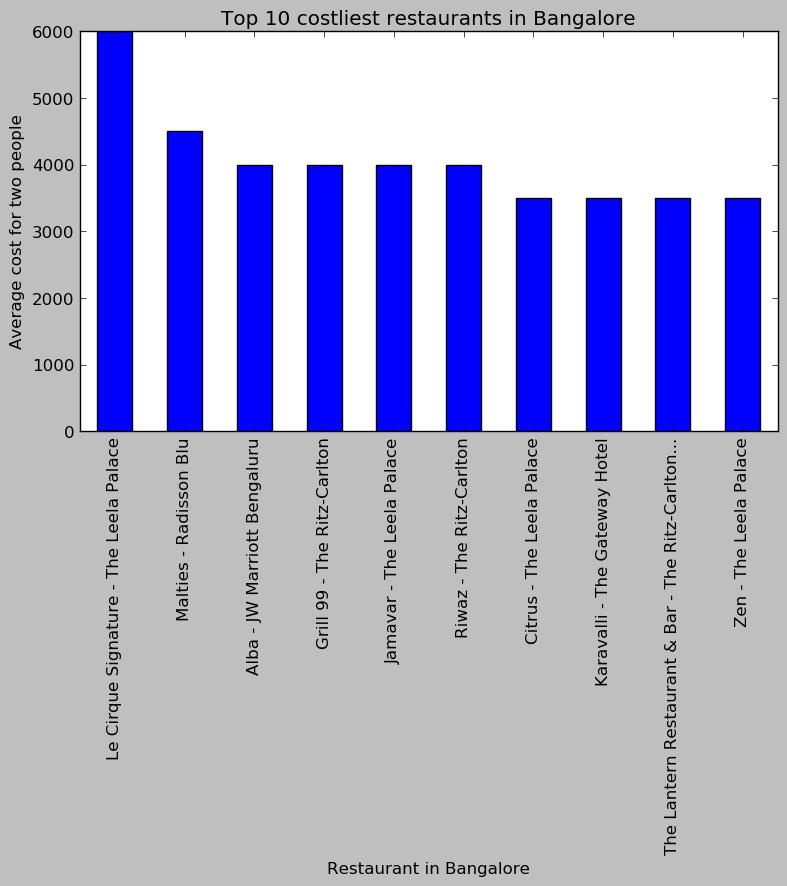 Top 10 costliest restaurants in Bangalore
Average cost for two people
6000
5000
4000
3000
2000
1000
0
Le Cirque Signature - The Leela Palace
Malties - Radisson Blu
Alba - JW Marriott Bengaluru
Grill 99 - The Ritz-Carlton
Jamavar - The Leela Palace
Riwaz - The Ritz-Carlton
Citrus - The Leela Palace
Karavalli - The Gateway Hotel
The Lantern Restaurant & Bar - The Ritz-Carlton...
Zen - The Leela Palace
Restaurant in Bangalore